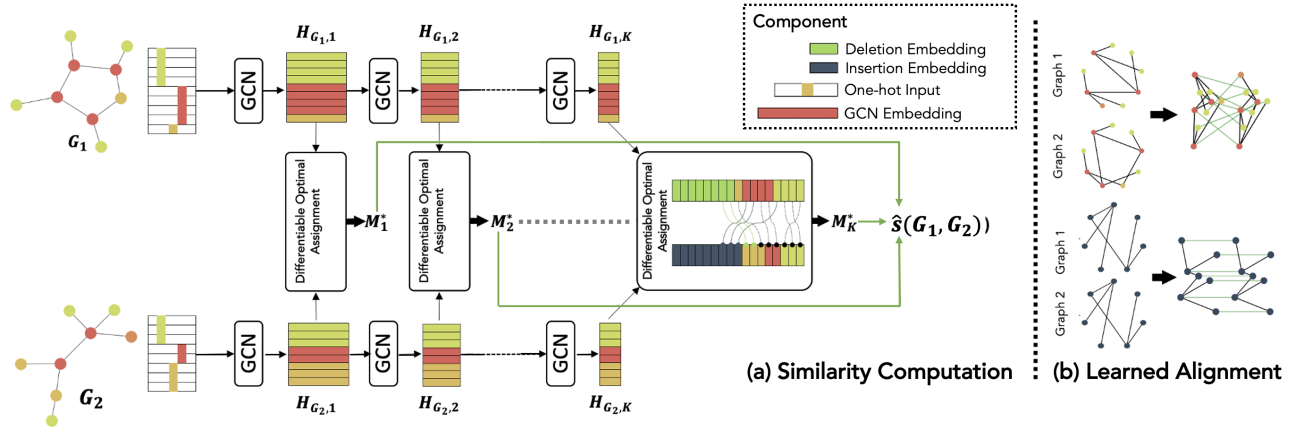 H_{G_1,1}
H_{G_1,2}
H_{G_1,K}
Component
Deletion Embedding
Insertion Embedding
One-hot Input
GCN Embedding
G_1
GCN
GCN
GCN
Differentiable Optimal
Assignment
M_1^*
Differentiable Optimal
Assignment
M_2^*
Differentiable Optimal
Assignment
M_K^*
ŝ(G_1, G_2))
G_2
GCN
GCN
GCN
H_{G_2,1}
H_{G_2,2}
H_{G_2,K}
(a) Similarity Computation
Graph 1
Graph 2
Graph 1
Graph 2
(b) Learned Alignment